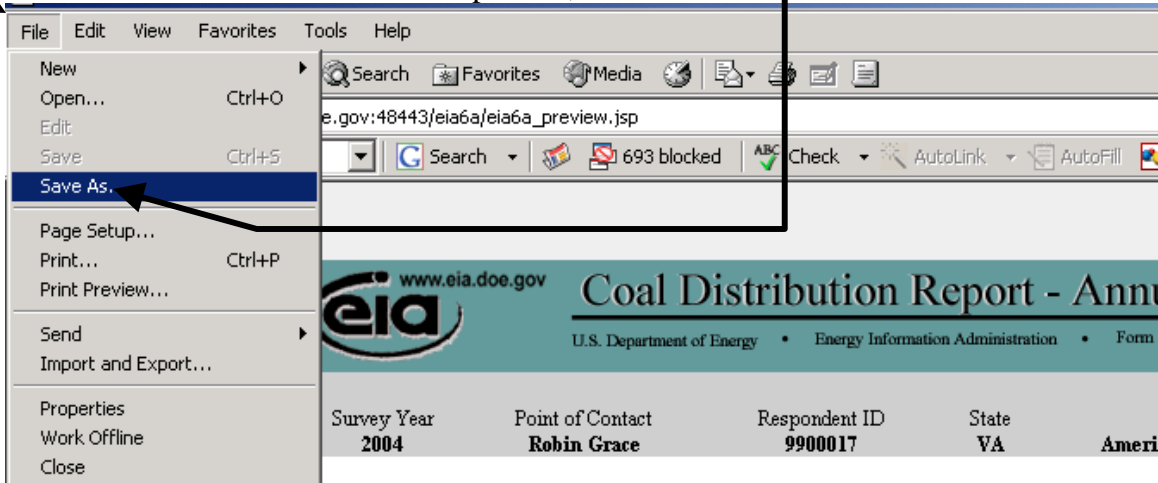 File Edit View Favorites Tools Help
New
Search Favorites Media
Open... Ctrl+O
e.gov:48443/eia6a/eia6a_preview.jsp
Edit
Save Ctrl+S
Search 693 blocked ABC Check AutoLink AutoFill
Save As...
Page Setup...
Print... Ctrl+P
Print Preview...
Send
Import and Export...
Properties
Work Offline
Close
www.eia.doe.gov
eia
Coal Distribution Report - Annu
U.S. Department of Energy • Energy Information Administration • Form
Survey Year Point of Contact Respondent ID State
2004 Robin Grace 9900017 VA Ameri